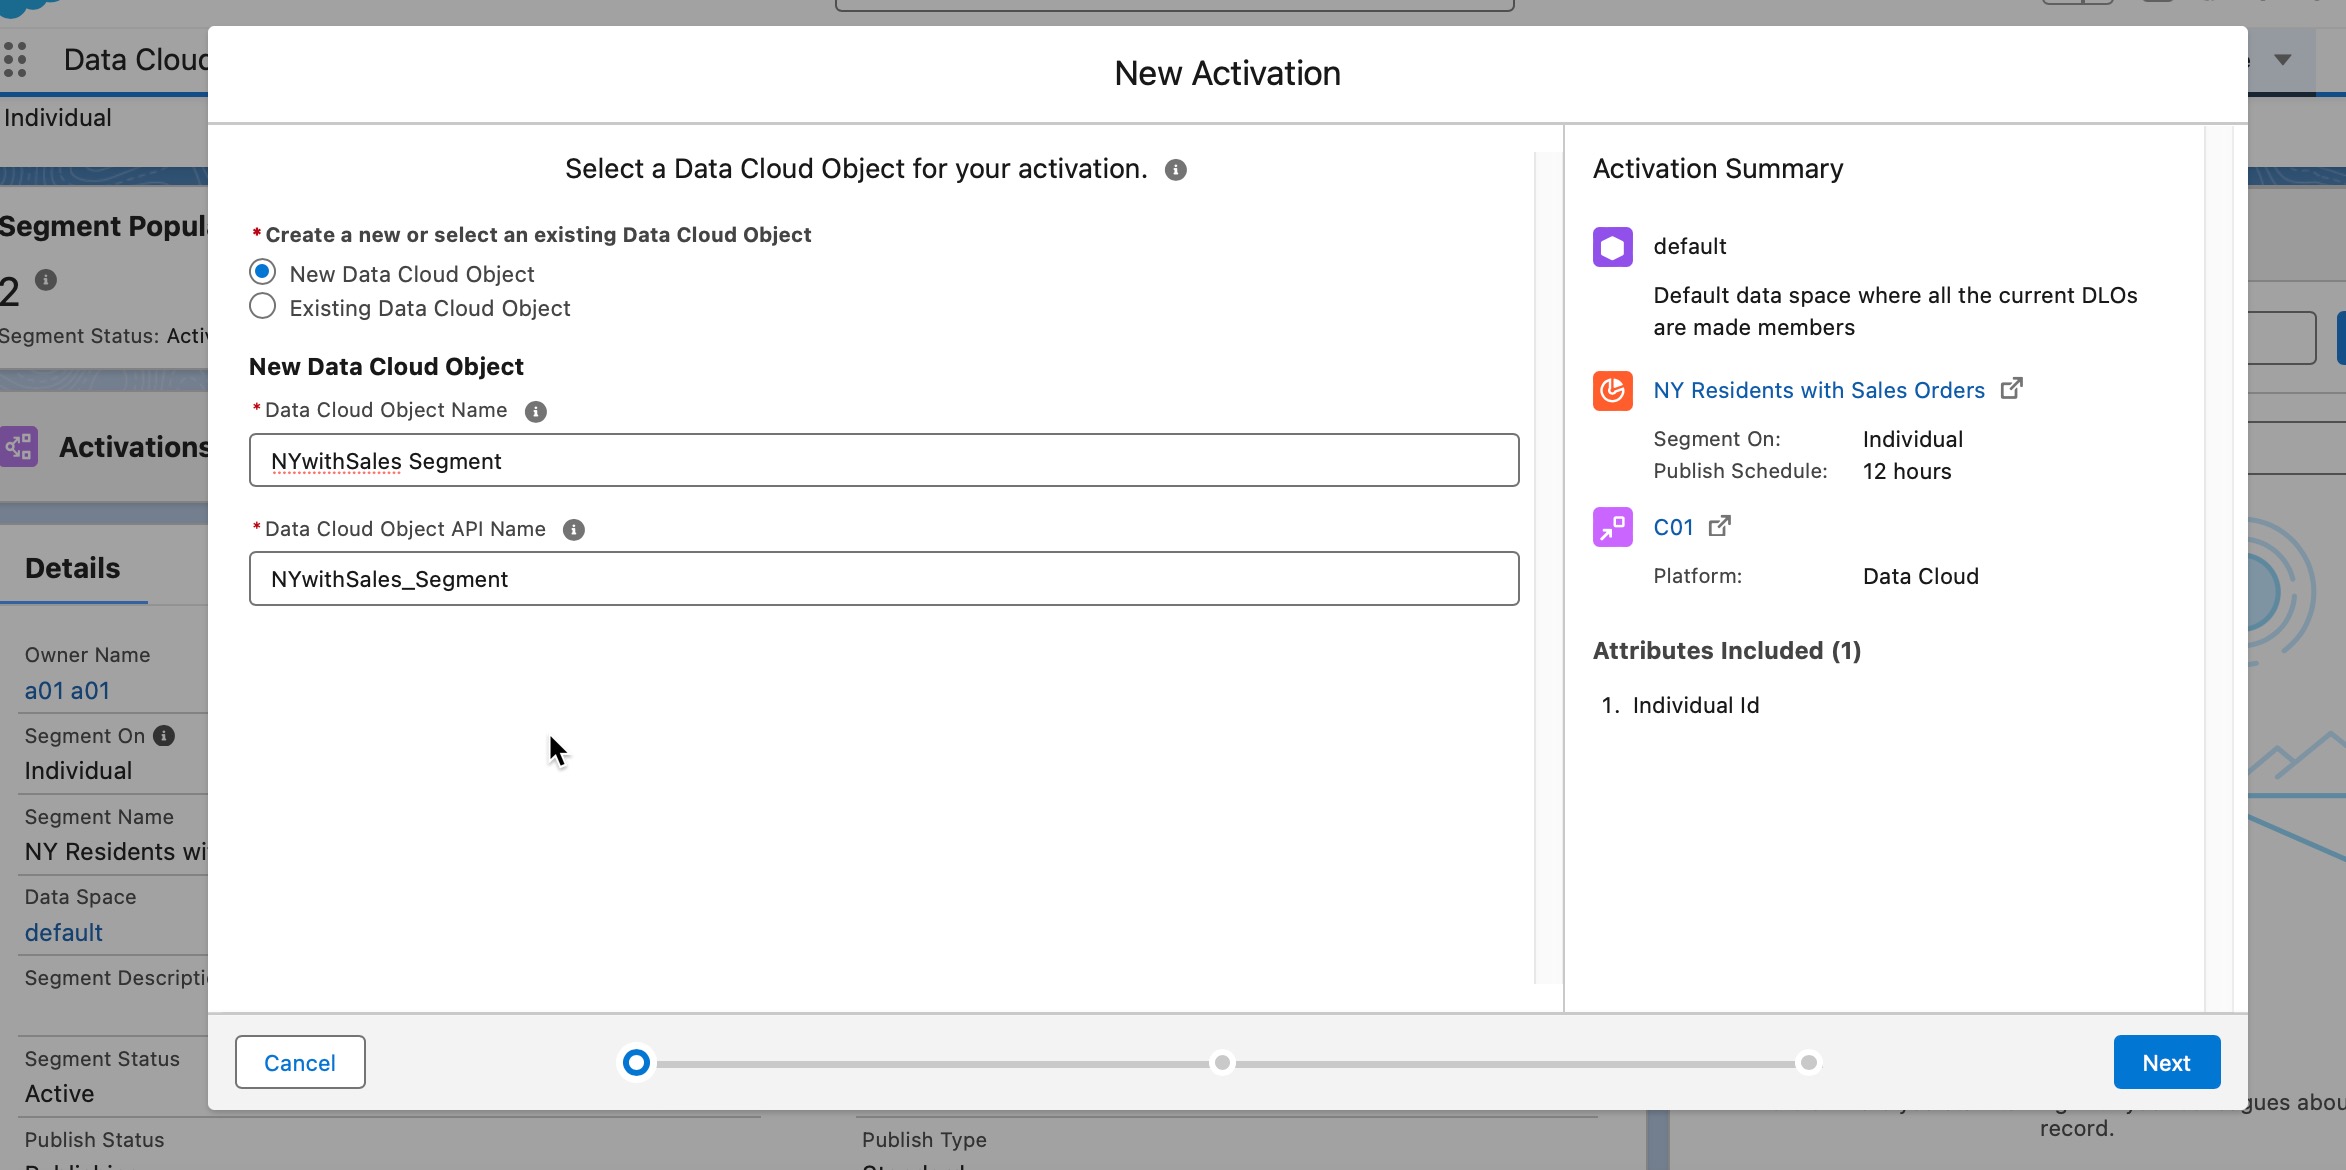 New Activation
Data Cloud
Individual
Segment Popul
2
Segment Status: Activ
Activations
Details
Owner Name
a01 a01
Segment On
Individual
Segment Name
NY Residents wi
Data Space
default
Segment Descripti
Segment Status
Active
Publish Status
Publish Type
Select a Data Cloud Object for your activation.
*Create a new or select an existing Data Cloud Object
New Data Cloud Object
Existing Data Cloud Object
New Data Cloud Object
*Data Cloud Object Name
NYwithSales Segment
*Data Cloud Object API Name
NYwithSales_Segment
Activation Summary
default
Default data space where all the current DLOs
are made members
NY Residents with Sales Orders
Segment On: Individual
Publish Schedule: 12 hours
C01
Platform: Data Cloud
Attributes Included (1)
1. Individual Id
Cancel
Next
gues abou
record.